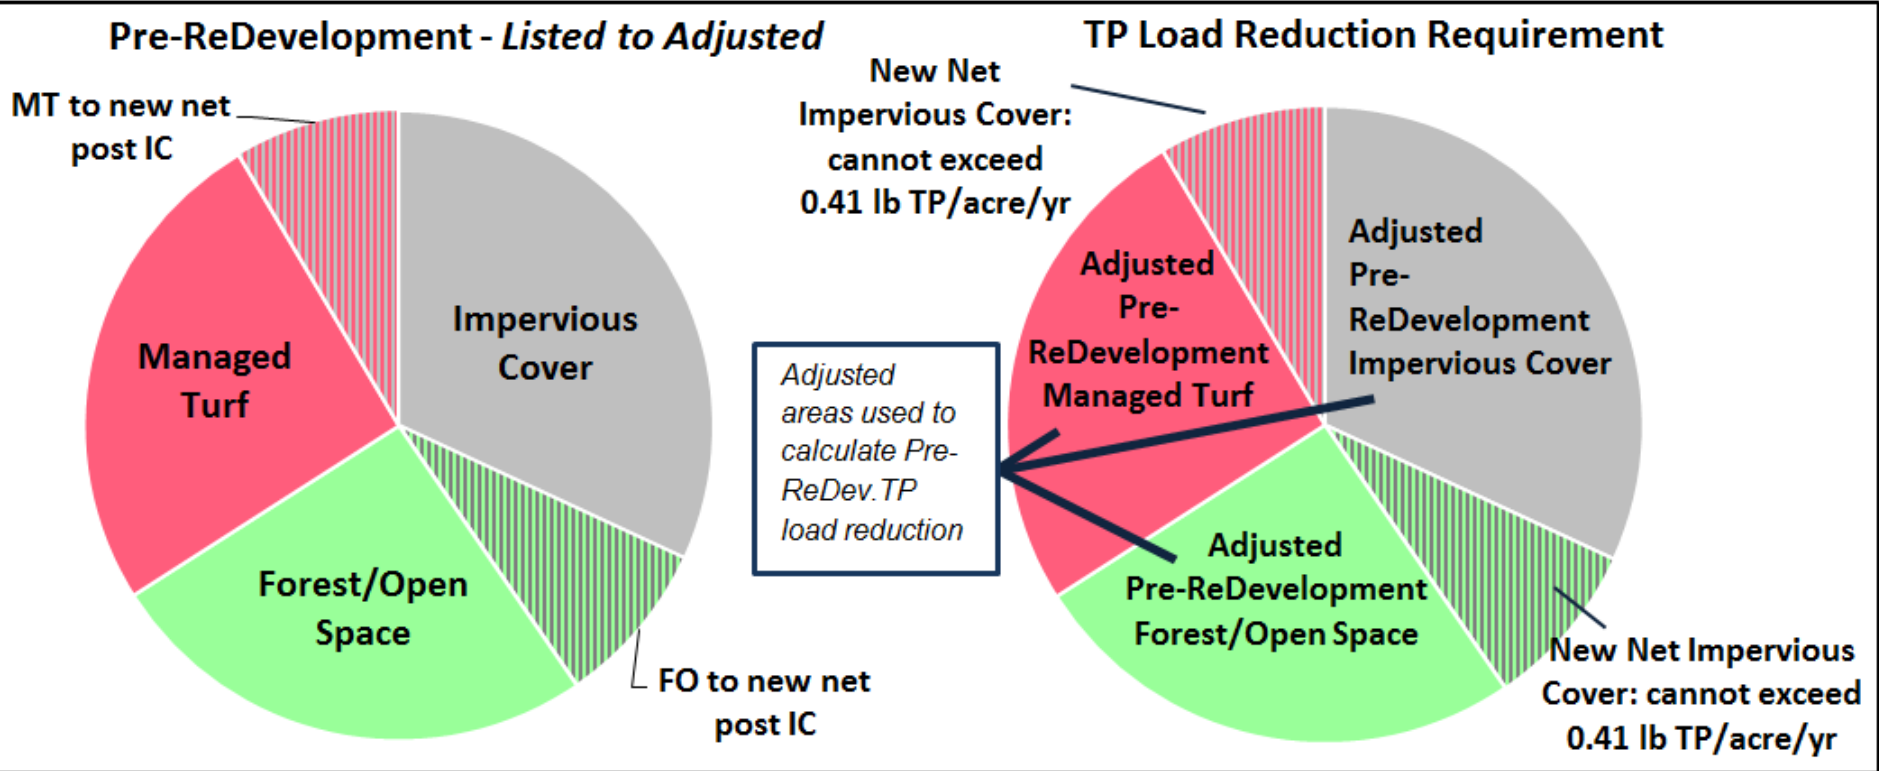 Pre-ReDevelopment - Listed to Adjusted
MT to new net
post IC
Impervious
Cover
Managed
Turf
Forest/Open
Space
FO to new net
post IC
TP Load Reduction Requirement
New Net
Impervious Cover:
cannot exceed
0.41 lb TP/acre/yr
Adjusted
Pre-
ReDevelopment
Impervious Cover
Adjusted
Pre-
ReDevelopment
Managed Turf
Adjusted
areas used to
calculate Pre-
ReDev.TP
load reduction
Adjusted
Pre-ReDevelopment
Forest/Open Space
New Net Impervious
Cover: cannot exceed
0.41 lb TP/acre/yr